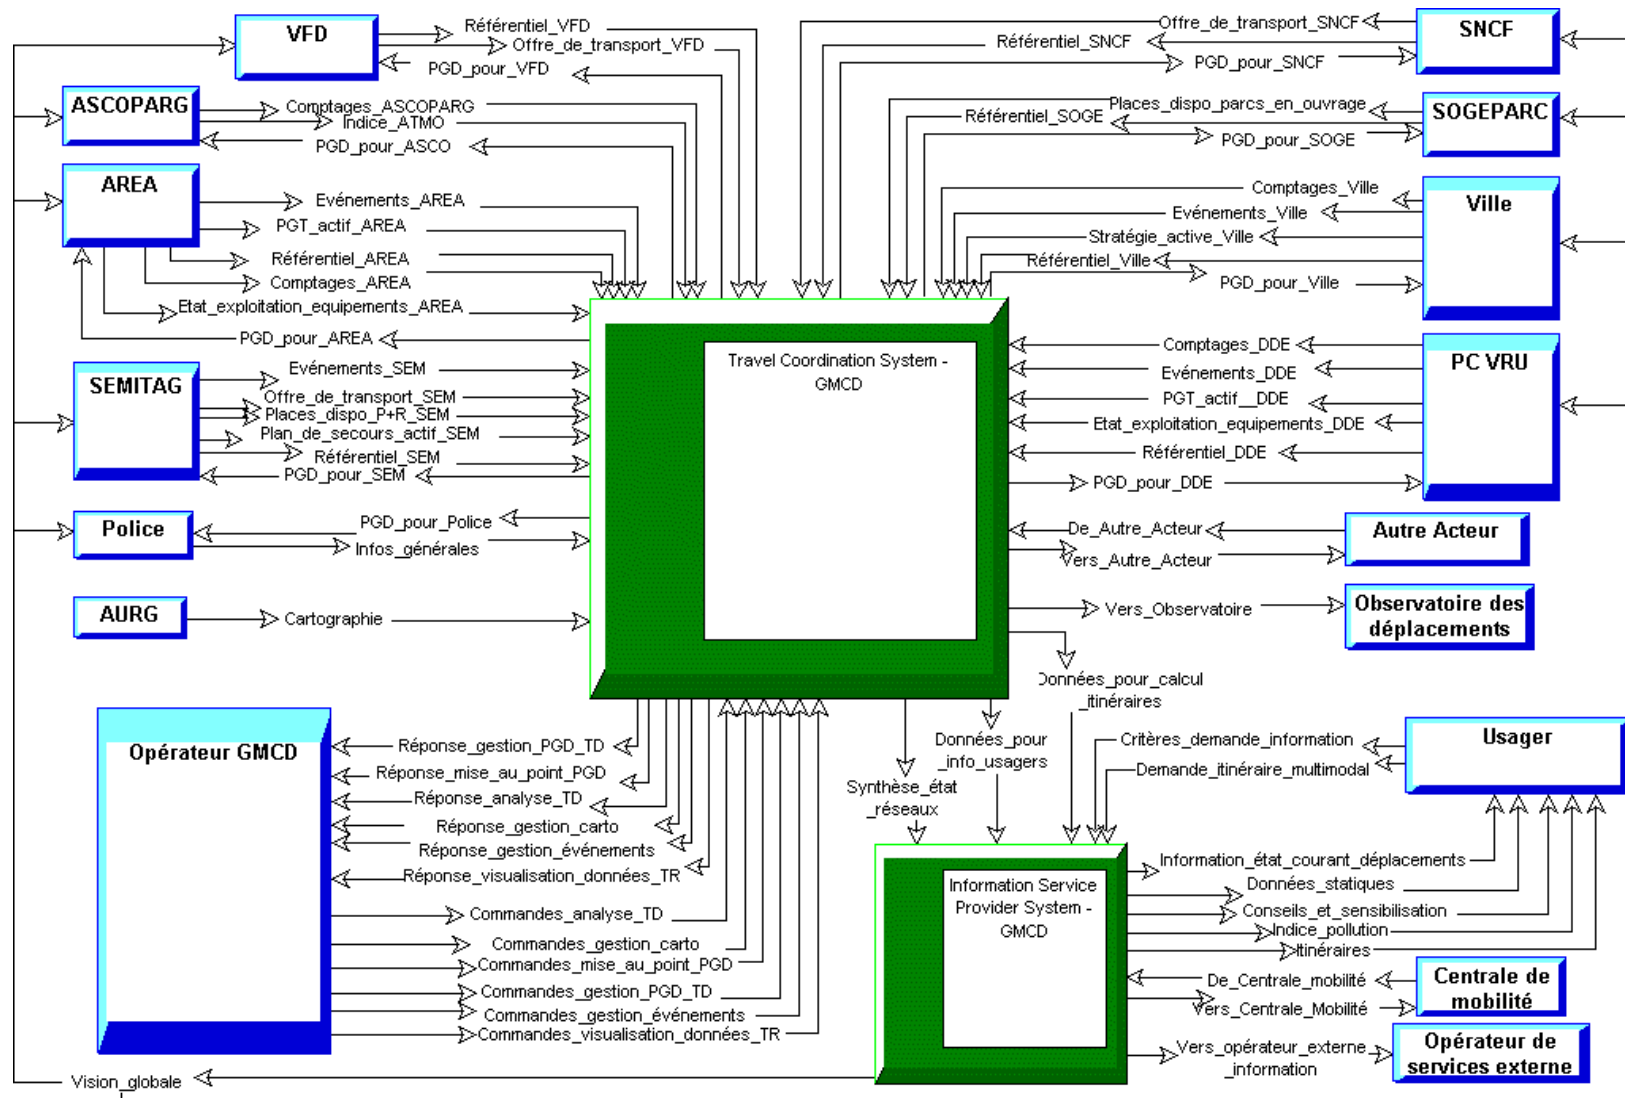 VFD
Référentiel_VFD
Offre_de_transport_VFD
PGD_pour_VFD
ASCOPARG
Comptages_ASCOPARG
Indice_ATMO
PGD_pour_ASCO
AREA
Evénements_AREA
PGT_actif_AREA
Référentiel_AREA
Comptages_AREA
Etat_exploitation_equipements_AREA
PGD_pour_AREA
SEMITAG
Evénements_SEM
Offre_de_transport_SEM
Places_dispo_P+R_SEM
Plan_de_secours_actif_SEM
Référentiel_SEM
PGD_pour_SEM
Police
PGD_pour_Police
Infos_générales
AURG
Cartographie
Offre_de_transport_SNCF
Référentiel_SNCF
PGD_pour_SNCF
SNCF
Places_dispo_parcs_en_ouvrage
Référentiel_SOGE
PGD_pour_SOGE
SOGEPARC
Comptages_Ville
Evénements_Ville
Stratégie_active_Ville
Référentiel_Ville
PGD_pour_Ville
Ville
Travel Coordination System -
GMCD
Comptages_DDE
Evénements_DDE
PGT_actif__DDE
Etat_exploitation_equipements_DDE
Référentiel_DDE
PGD_pour_DDE
PC VRU
De_Autre_Acteur
Vers_Autre_Acteur
Autre Acteur
Vers_Observatoire
Observatoire des
déplacements
Données_pour_calcul
_itinéraires
Données_pour
_info_usagers
Synthèse_état
_réseaux
Opérateur GMCD
Réponse_gestion_PGD_TD
Réponse_mise_au_point_PGD
Réponse_analyse_TD
Réponse_gestion_carto
Réponse_gestion_événements
Réponse_visualisation_données_TR
Commandes_analyse_TD
Commandes_gestion_carto
Commandes_mise_au_point_PGD
Commandes_gestion_PGD_TD
Commandes_gestion_événements
Commandes_visualisation_données_TR
Critères_demande_information
Demande_itinéraire_multimodal
Usager
Information Service
Provider System -
GMCD
Information_état_courant_déplacements
Données_statiques
Conseils_et_sensibilisation
Indice_pollution
Itinéraires
De_Centrale_mobilité
Vers_Centrale_Mobilité
Centrale de
mobilité
Vers_opérateur_externe
_information
Opérateur de
services externe
Vision_globale